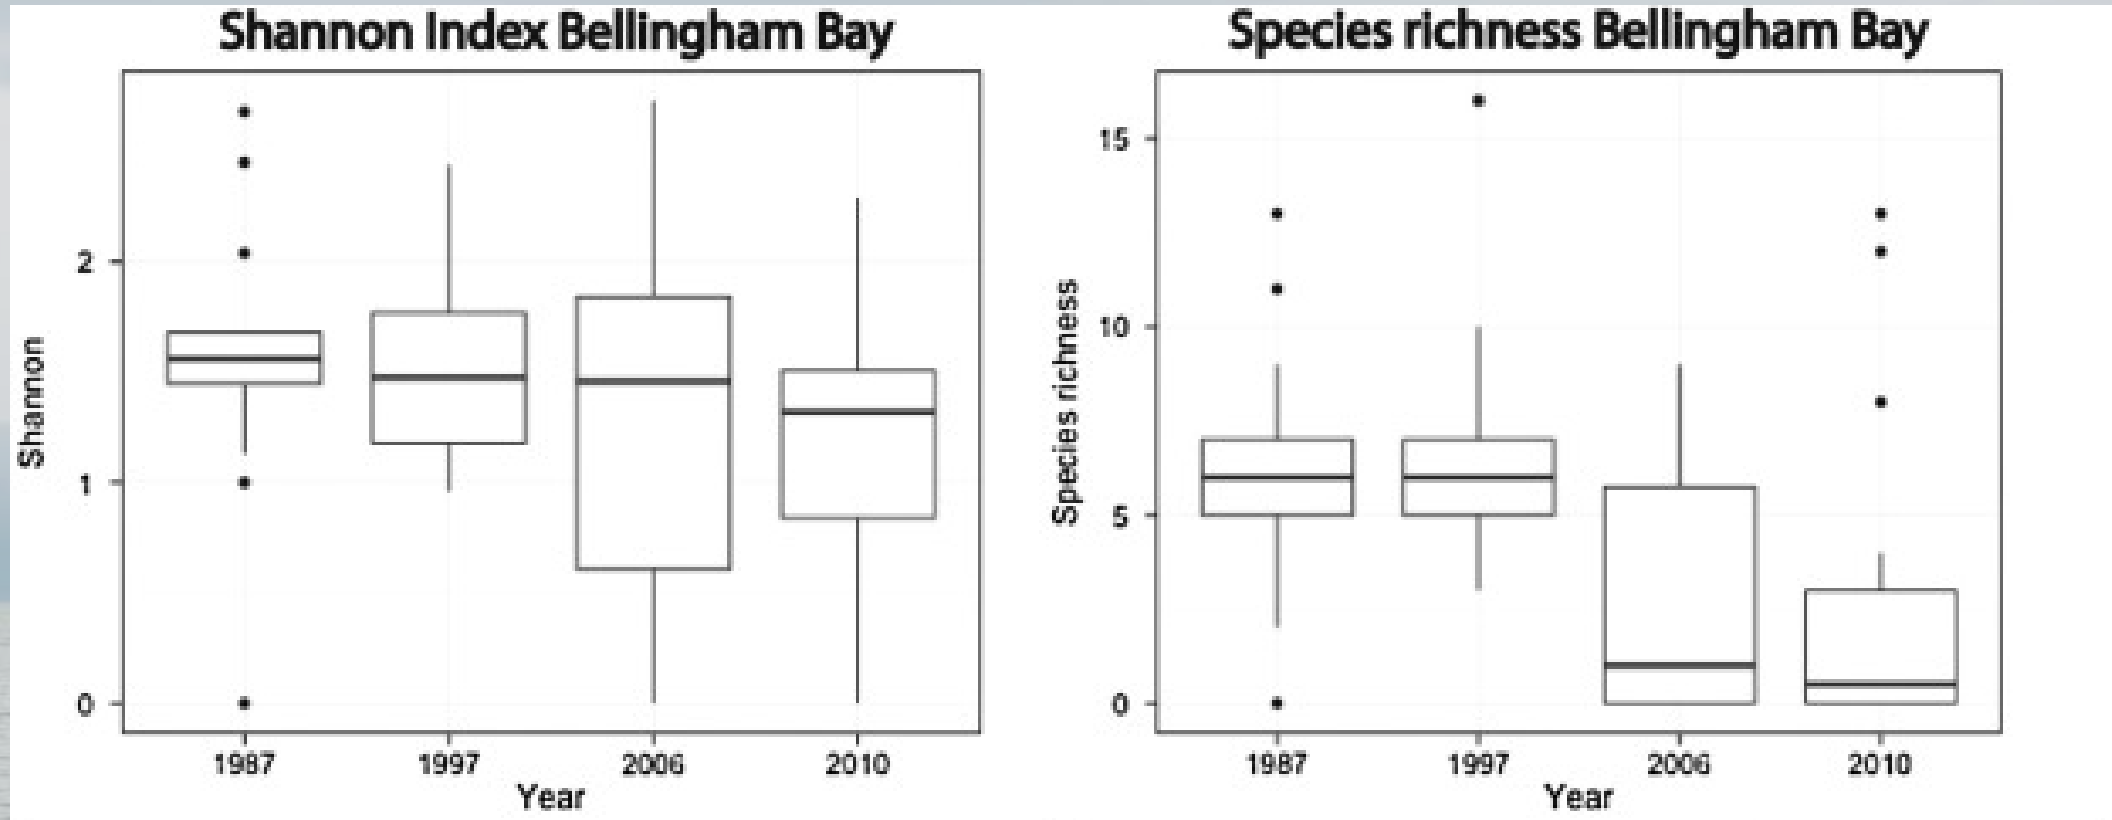 Shannon Index Bellingham Bay
Shannon
2
1
0
1987 1997 2006 2010
Year
Species richness Bellingham Bay
Species richness
15
10
5
0
1987 1997 2006 2010
Year